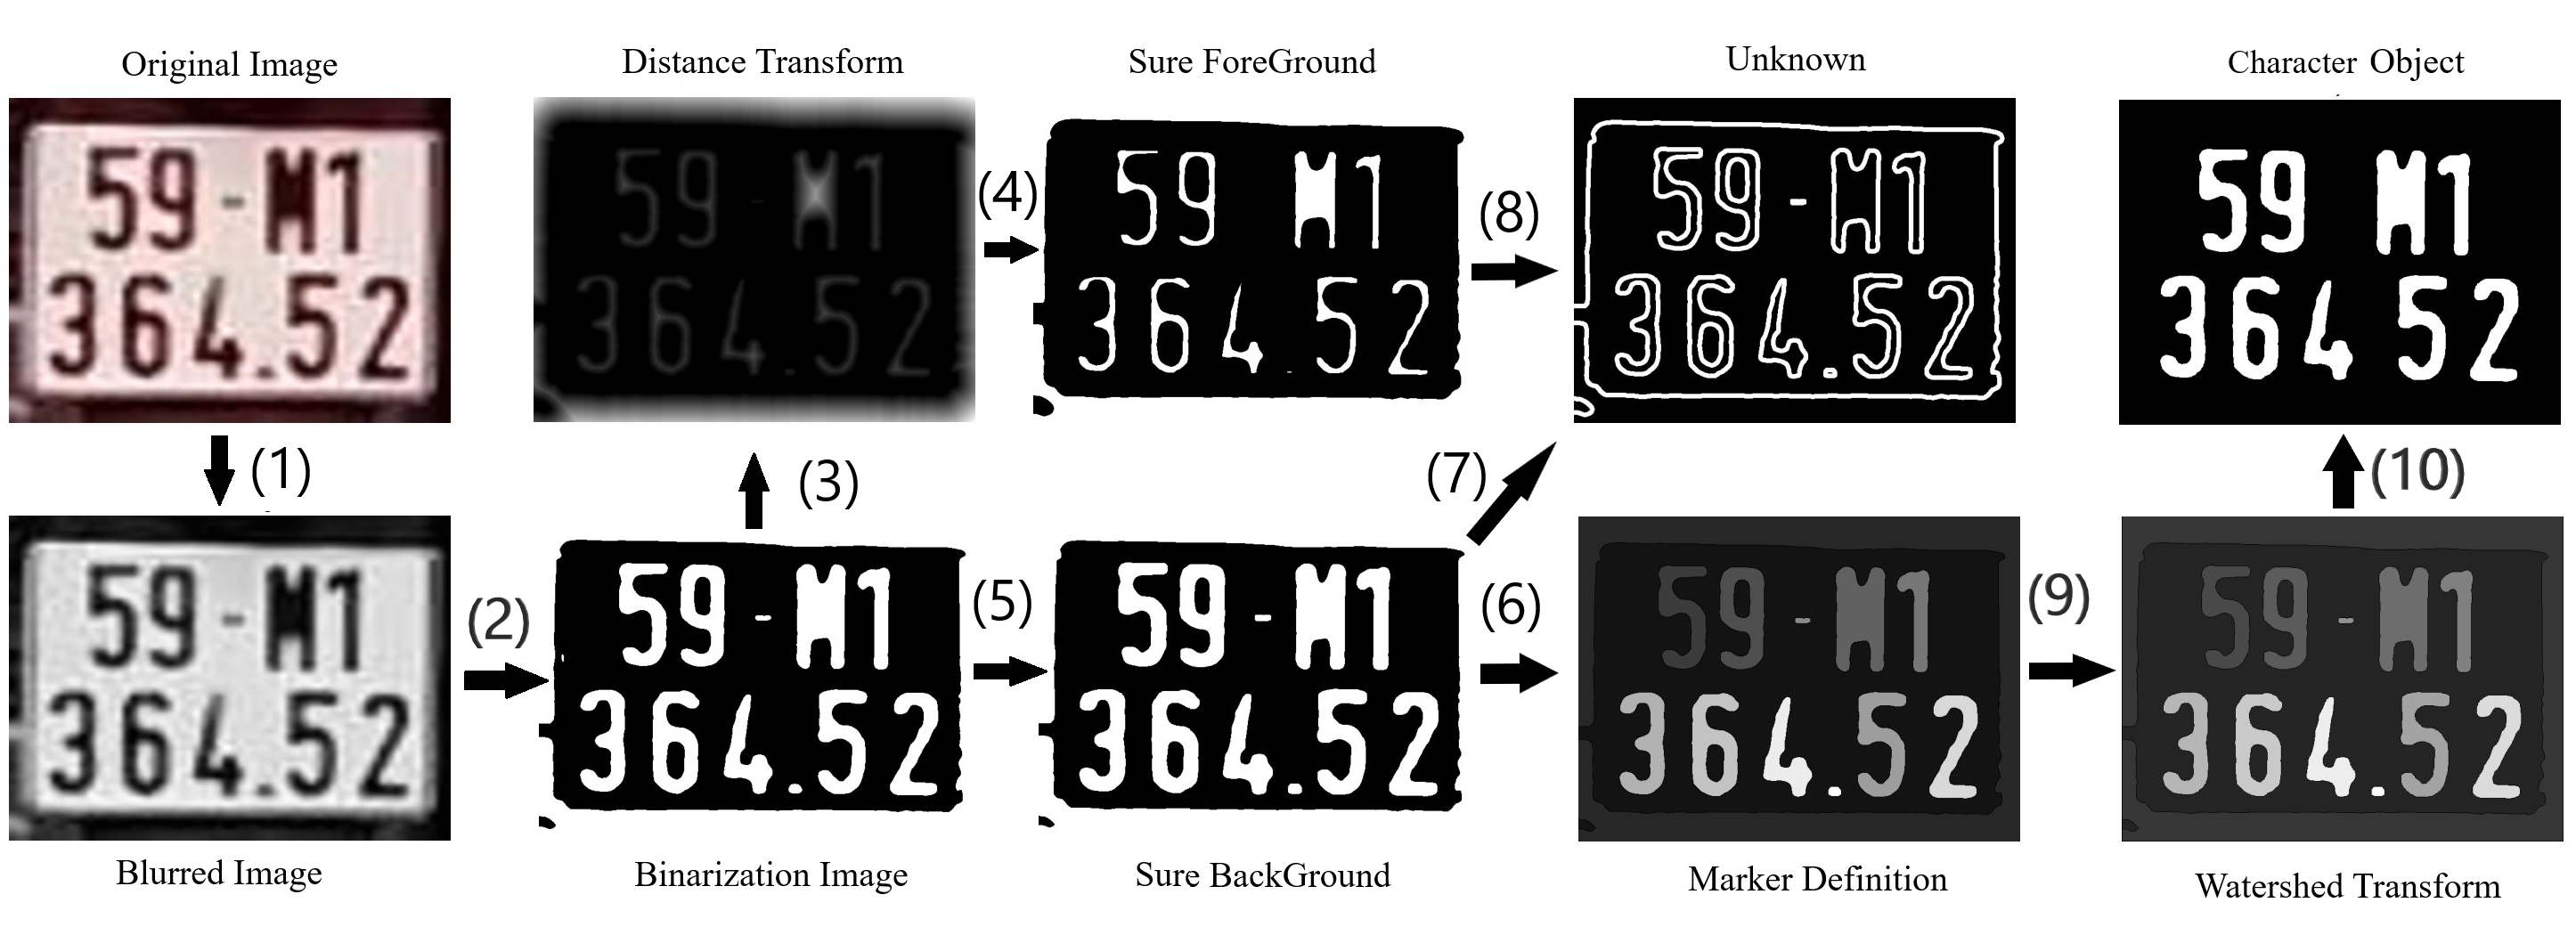 Original Image
Distance Transform
Sure ForeGround
Unknown
Character Object
59-M1
364.52
59-M1
364.52
(4)
59 M1
364.52
(8)
59-M1
364.52
59 M1
364 52
(1)
(3)
(7)
(10)
59-M1
364.52
(2)
59-M1
364.52
(5)
59-M1
364.52
(6)
59-M1
364.52
(9)
59-M1
364.52
Blurred Image
Binarization Image
Sure BackGround
Marker Definition
Watershed Transform